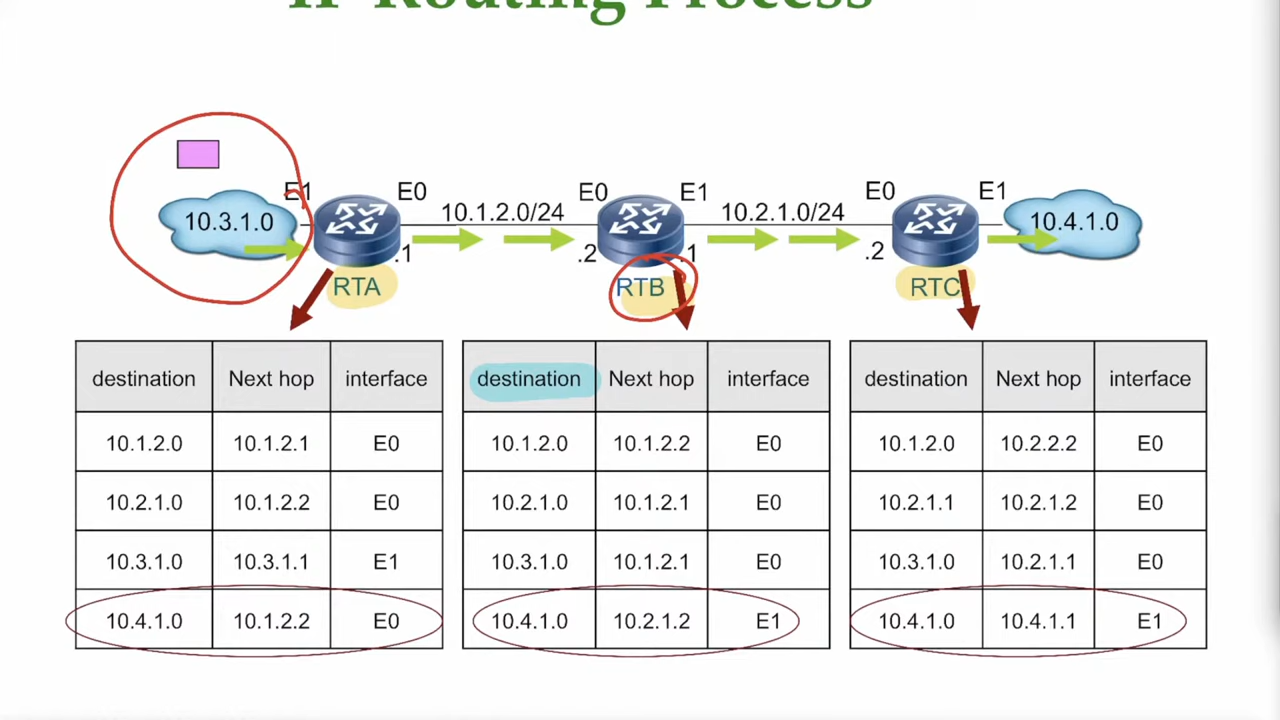 IP Routing Process
E1 E0 E0 E1 E0 E1
10.3.1.0 10.1.2.0/24 10.2.1.0/24 10.4.1.0
.1 .2 .1 .2
RTA RTB RTC
destination Next hop interface destination Next hop interface destination Next hop interface
10.1.2.0 10.1.2.1 E0 10.1.2.0 10.1.2.2 E0 10.1.2.0 10.2.2.2 E0
10.2.1.0 10.1.2.2 E0 10.2.1.0 10.1.2.1 E0 10.2.1.1 10.2.1.2 E0
10.3.1.0 10.3.1.1 E1 10.3.1.0 10.1.2.1 E0 10.3.1.0 10.2.1.1 E0
10.4.1.0 10.1.2.2 E0 10.4.1.0 10.2.1.2 E1 10.4.1.0 10.4.1.1 E1